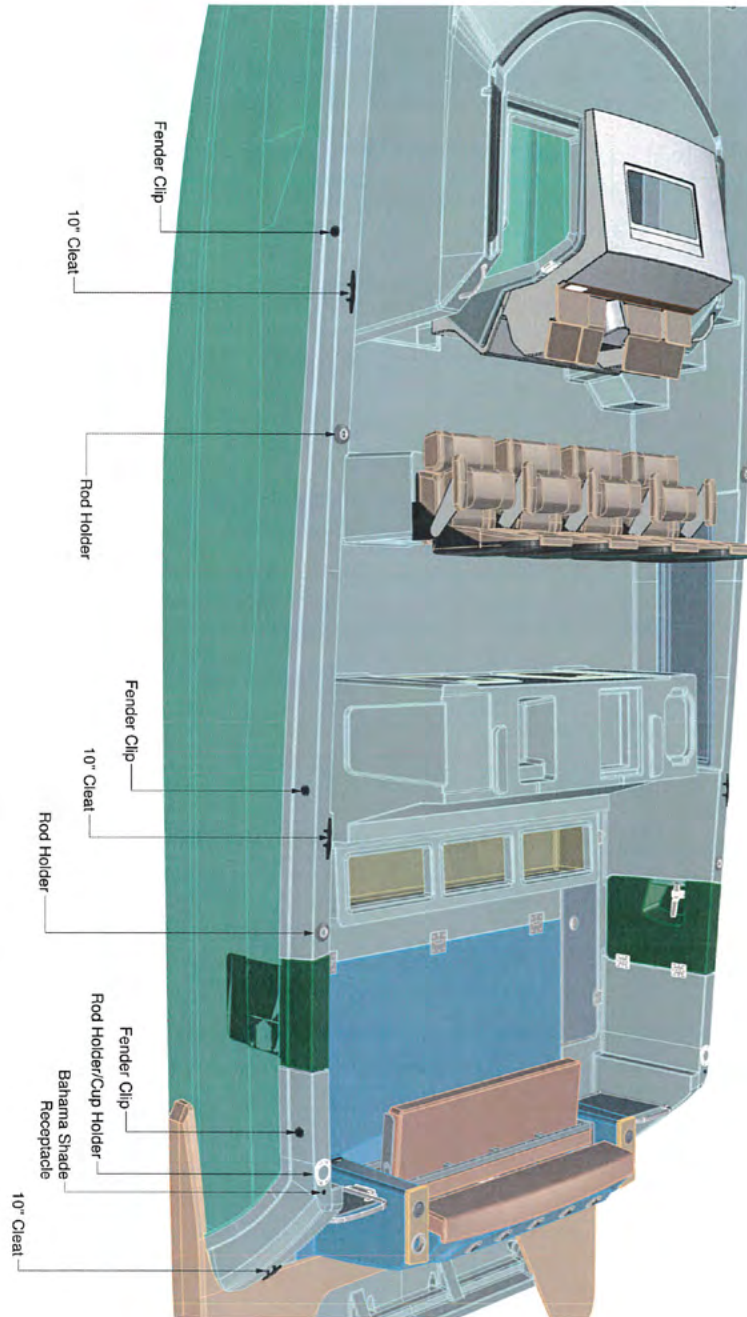 Fender Clip
10" Cleat
Rod Holder
Fender Clip
10" Cleat
Rod Holder
Fender Clip
Rod Holder/Cup Holder
Bahama Shade
Receptacle
10" Cleat